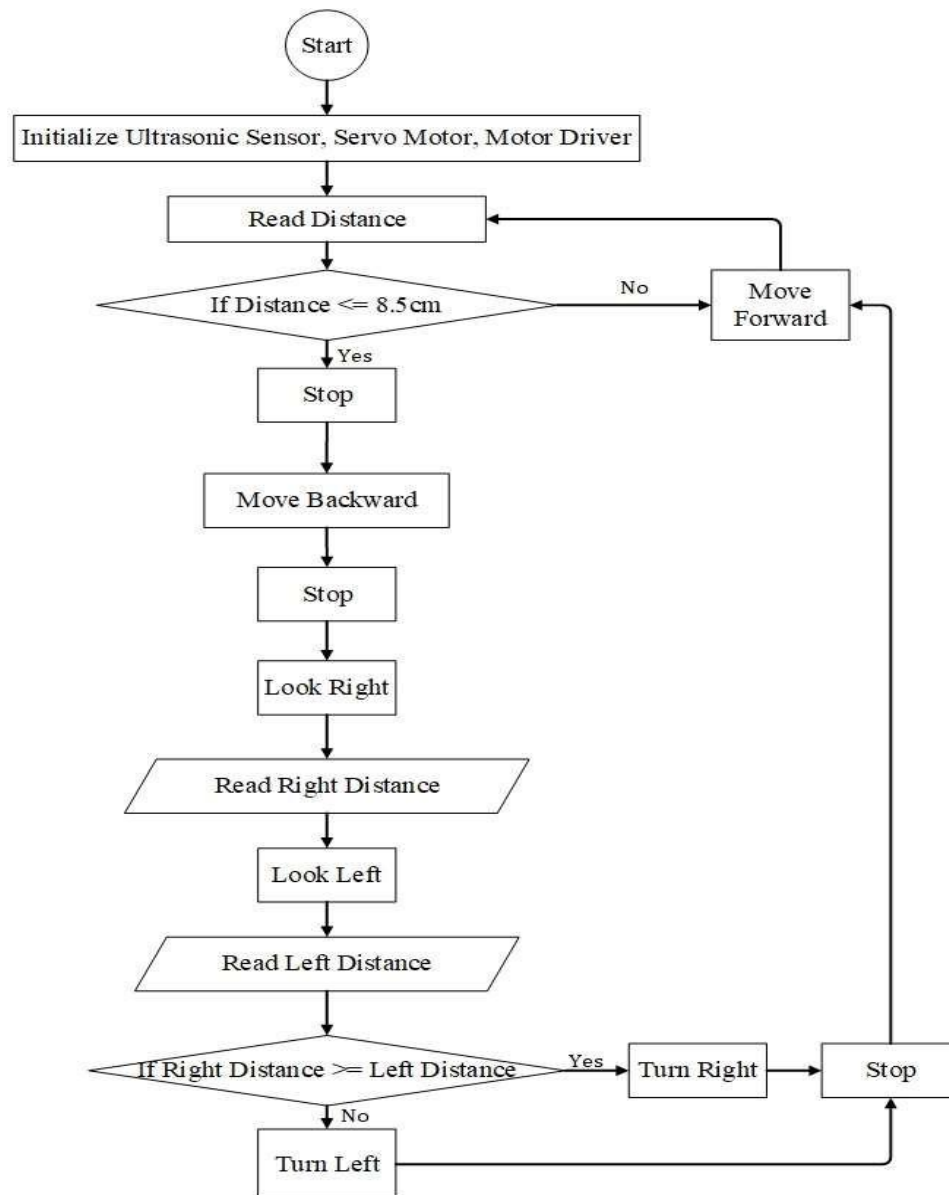 Start
Initialize Ultrasonic Sensor, Servo Motor, Motor Driver
Read Distance
If Distance <= 8.5cm
No
Move
Forward
Yes
Stop
Move Backward
Stop
Look Right
Read Right Distance
Look Left
Read Left Distance
If Right Distance >= Left Distance
Yes
Turn Right
Stop
No
Turn Left